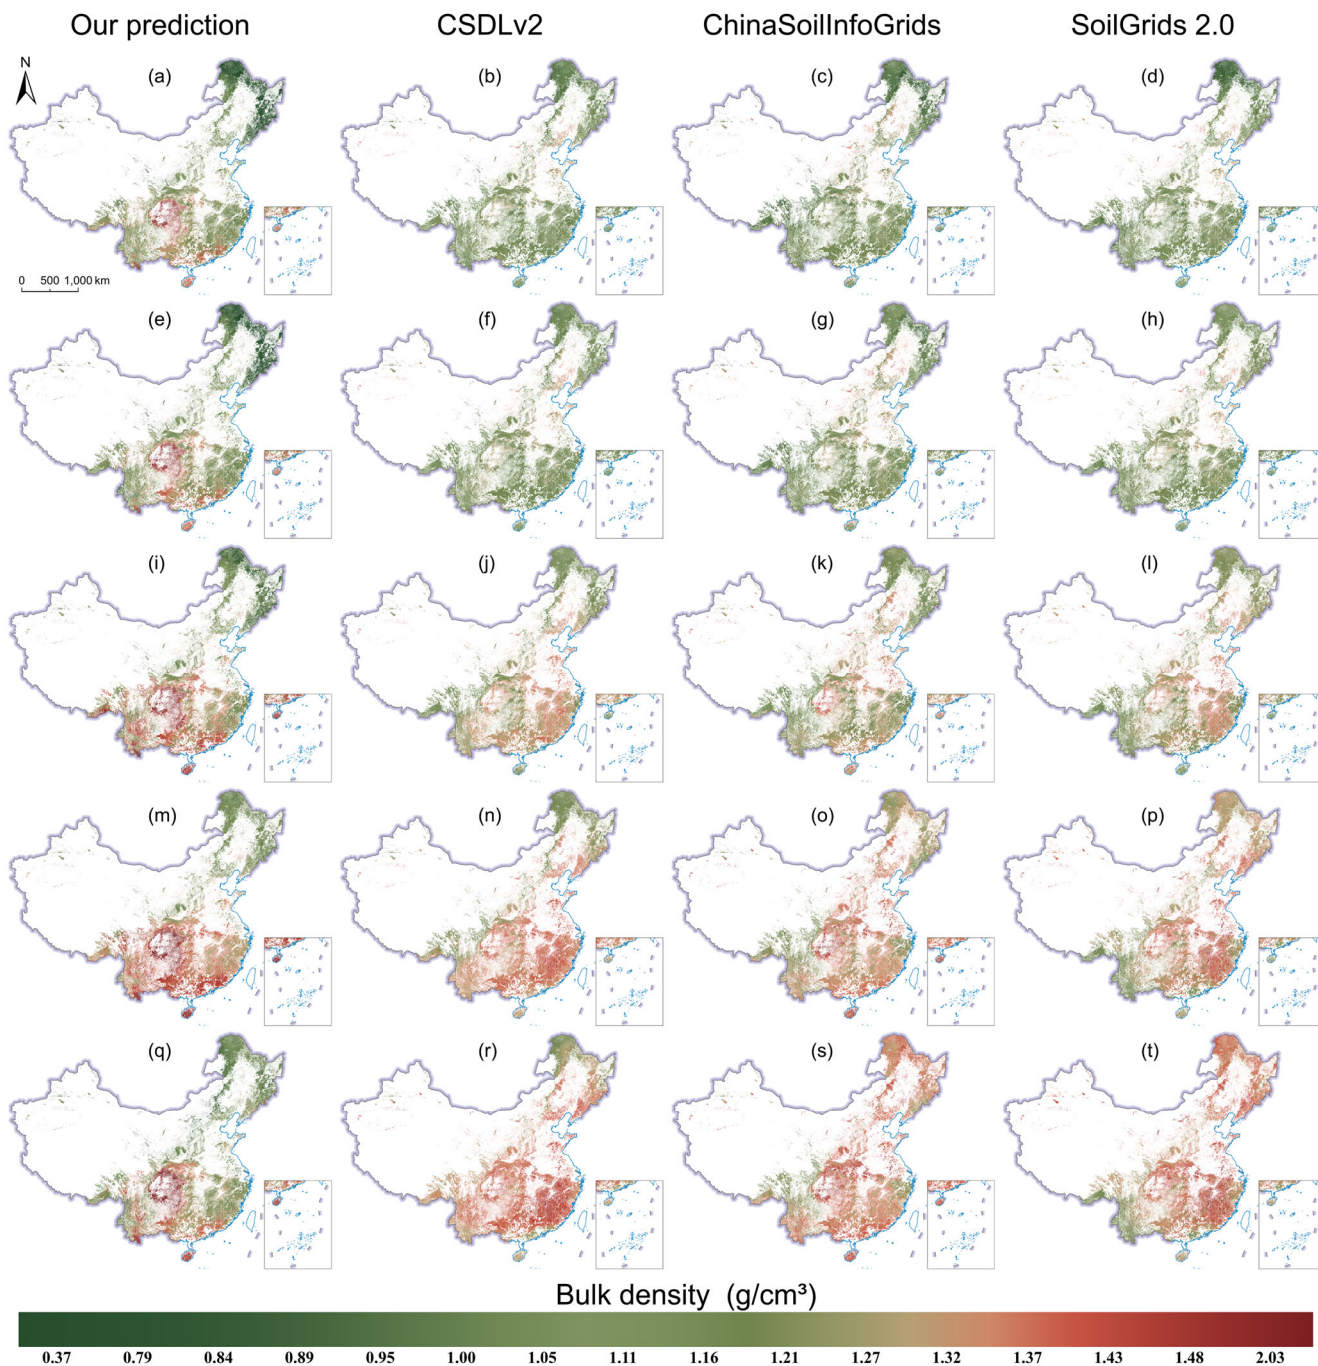 Our prediction CSDLv2 ChinaSoilInfoGrids SoilGrids 2.0
N
(a) (b) (c) (d)
0 500 1,000 km
(e) (f) (g) (h)
(i) (j) (k) (l)
(m) (n) (o) (p)
(q) (r) (s) (t)
Bulk density (g/cm³)
0.37 0.79 0.84 0.89 0.95 1.00 1.05 1.11 1.16 1.21 1.27 1.32 1.37 1.43 1.48 2.03